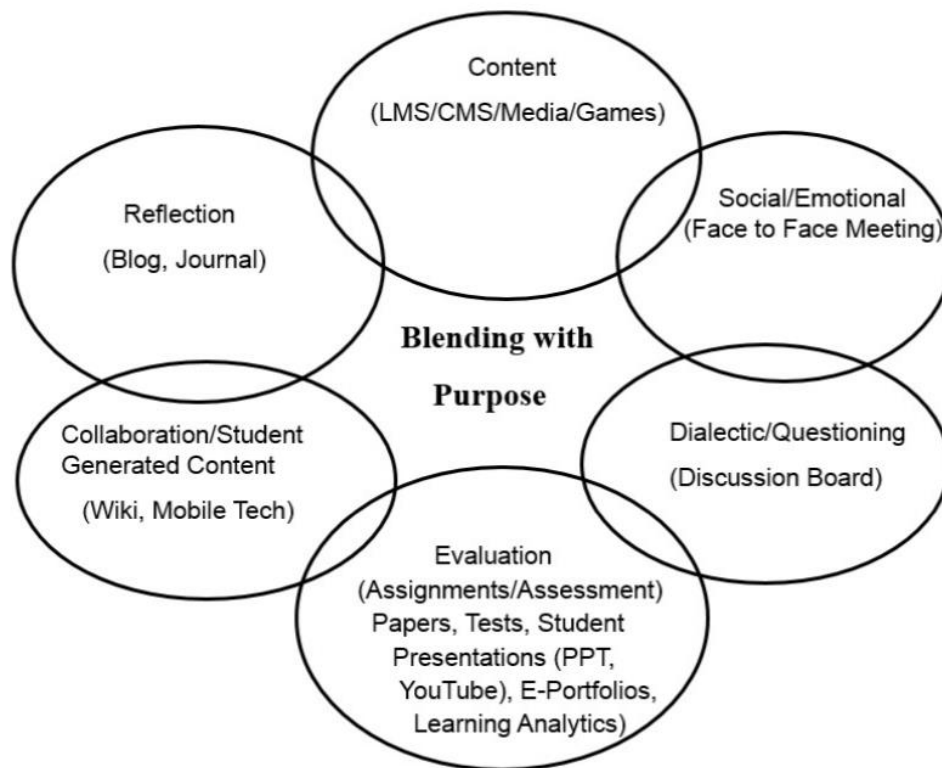 Content
(LMS/CMS/Media/Games)
Social/Emotional
(Face to Face Meeting)
Reflection
(Blog, Journal)
Blending with
Purpose
Collaboration/Student
Generated Content
(Wiki, Mobile Tech)
Dialectic/Questioning
(Discussion Board)
Evaluation
(Assignments/Assessment)
Papers, Tests, Student
Presentations (PPT,
YouTube), E-Portfolios,
Learning Analytics)